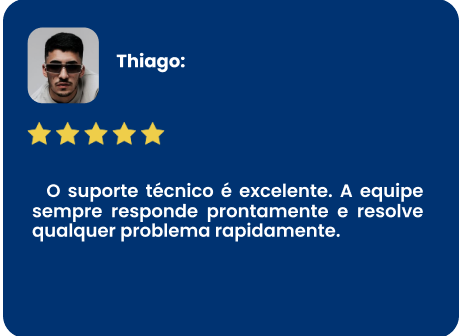 Thiago:
O suporte técnico é excelente. A equipe
sempre responde prontamente e resolve
qualquer problema rapidamente.